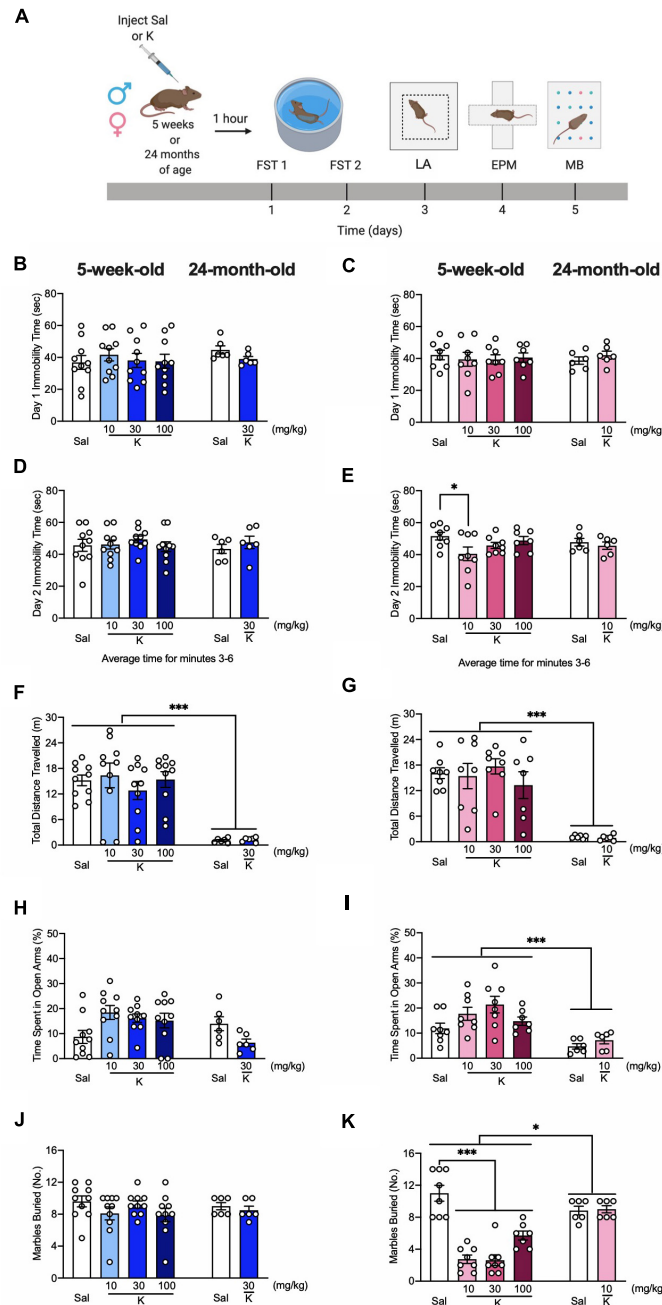 A
Inject Sal
or K
5 weeks
or
24 months
of age
1 hour
FST 1
FST 2
LA
EPM
MB
1
2
3
4
5
Time (days)
B
5-week-old
24-month-old
Day 1 Immobility Time (sec)
80
60
40
20
0
Sal
10
30
100
K
Sal
30
K
(mg/kg)
C
5-week-old
24-month-old
Day 1 Immobility Time (sec)
80
60
40
20
0
Sal
10
30
100
K
Sal
10
K
(mg/kg)
D
Day 2 Immobility Time (sec)
80
60
40
20
0
Sal
10
30
100
K
Sal
30
K
(mg/kg)
Average time for minutes 3-6
E
Day 2 Immobility Time (sec)
80
60
40
20
0
*
Sal
10
30
100
K
Sal
10
K
(mg/kg)
Average time for minutes 3-6
F
Total Distance Travelled (m)
30
24
18
12
6
0
***
Sal
10
30
100
K
Sal
30
K
(mg/kg)
G
Total Distance Travelled (m)
30
24
18
12
6
0
***
Sal
10
30
100
K
Sal
10
K
(mg/kg)
H
Time Spent in Open Arms (%)
50
40
30
20
10
0
Sal
10
30
100
K
Sal
30
K
(mg/kg)
I
Time Spent in Open Arms (%)
50
40
30
20
10
0
***
Sal
10
30
100
K
Sal
10
K
(mg/kg)
J
Marbles Buried (No.)
16
12
8
4
0
Sal
10
30
100
K
Sal
30
K
(mg/kg)
K
Marbles Buried (No.)
16
12
8
4
0
*
***
Sal
10
30
100
K
Sal
10
K
(mg/kg)